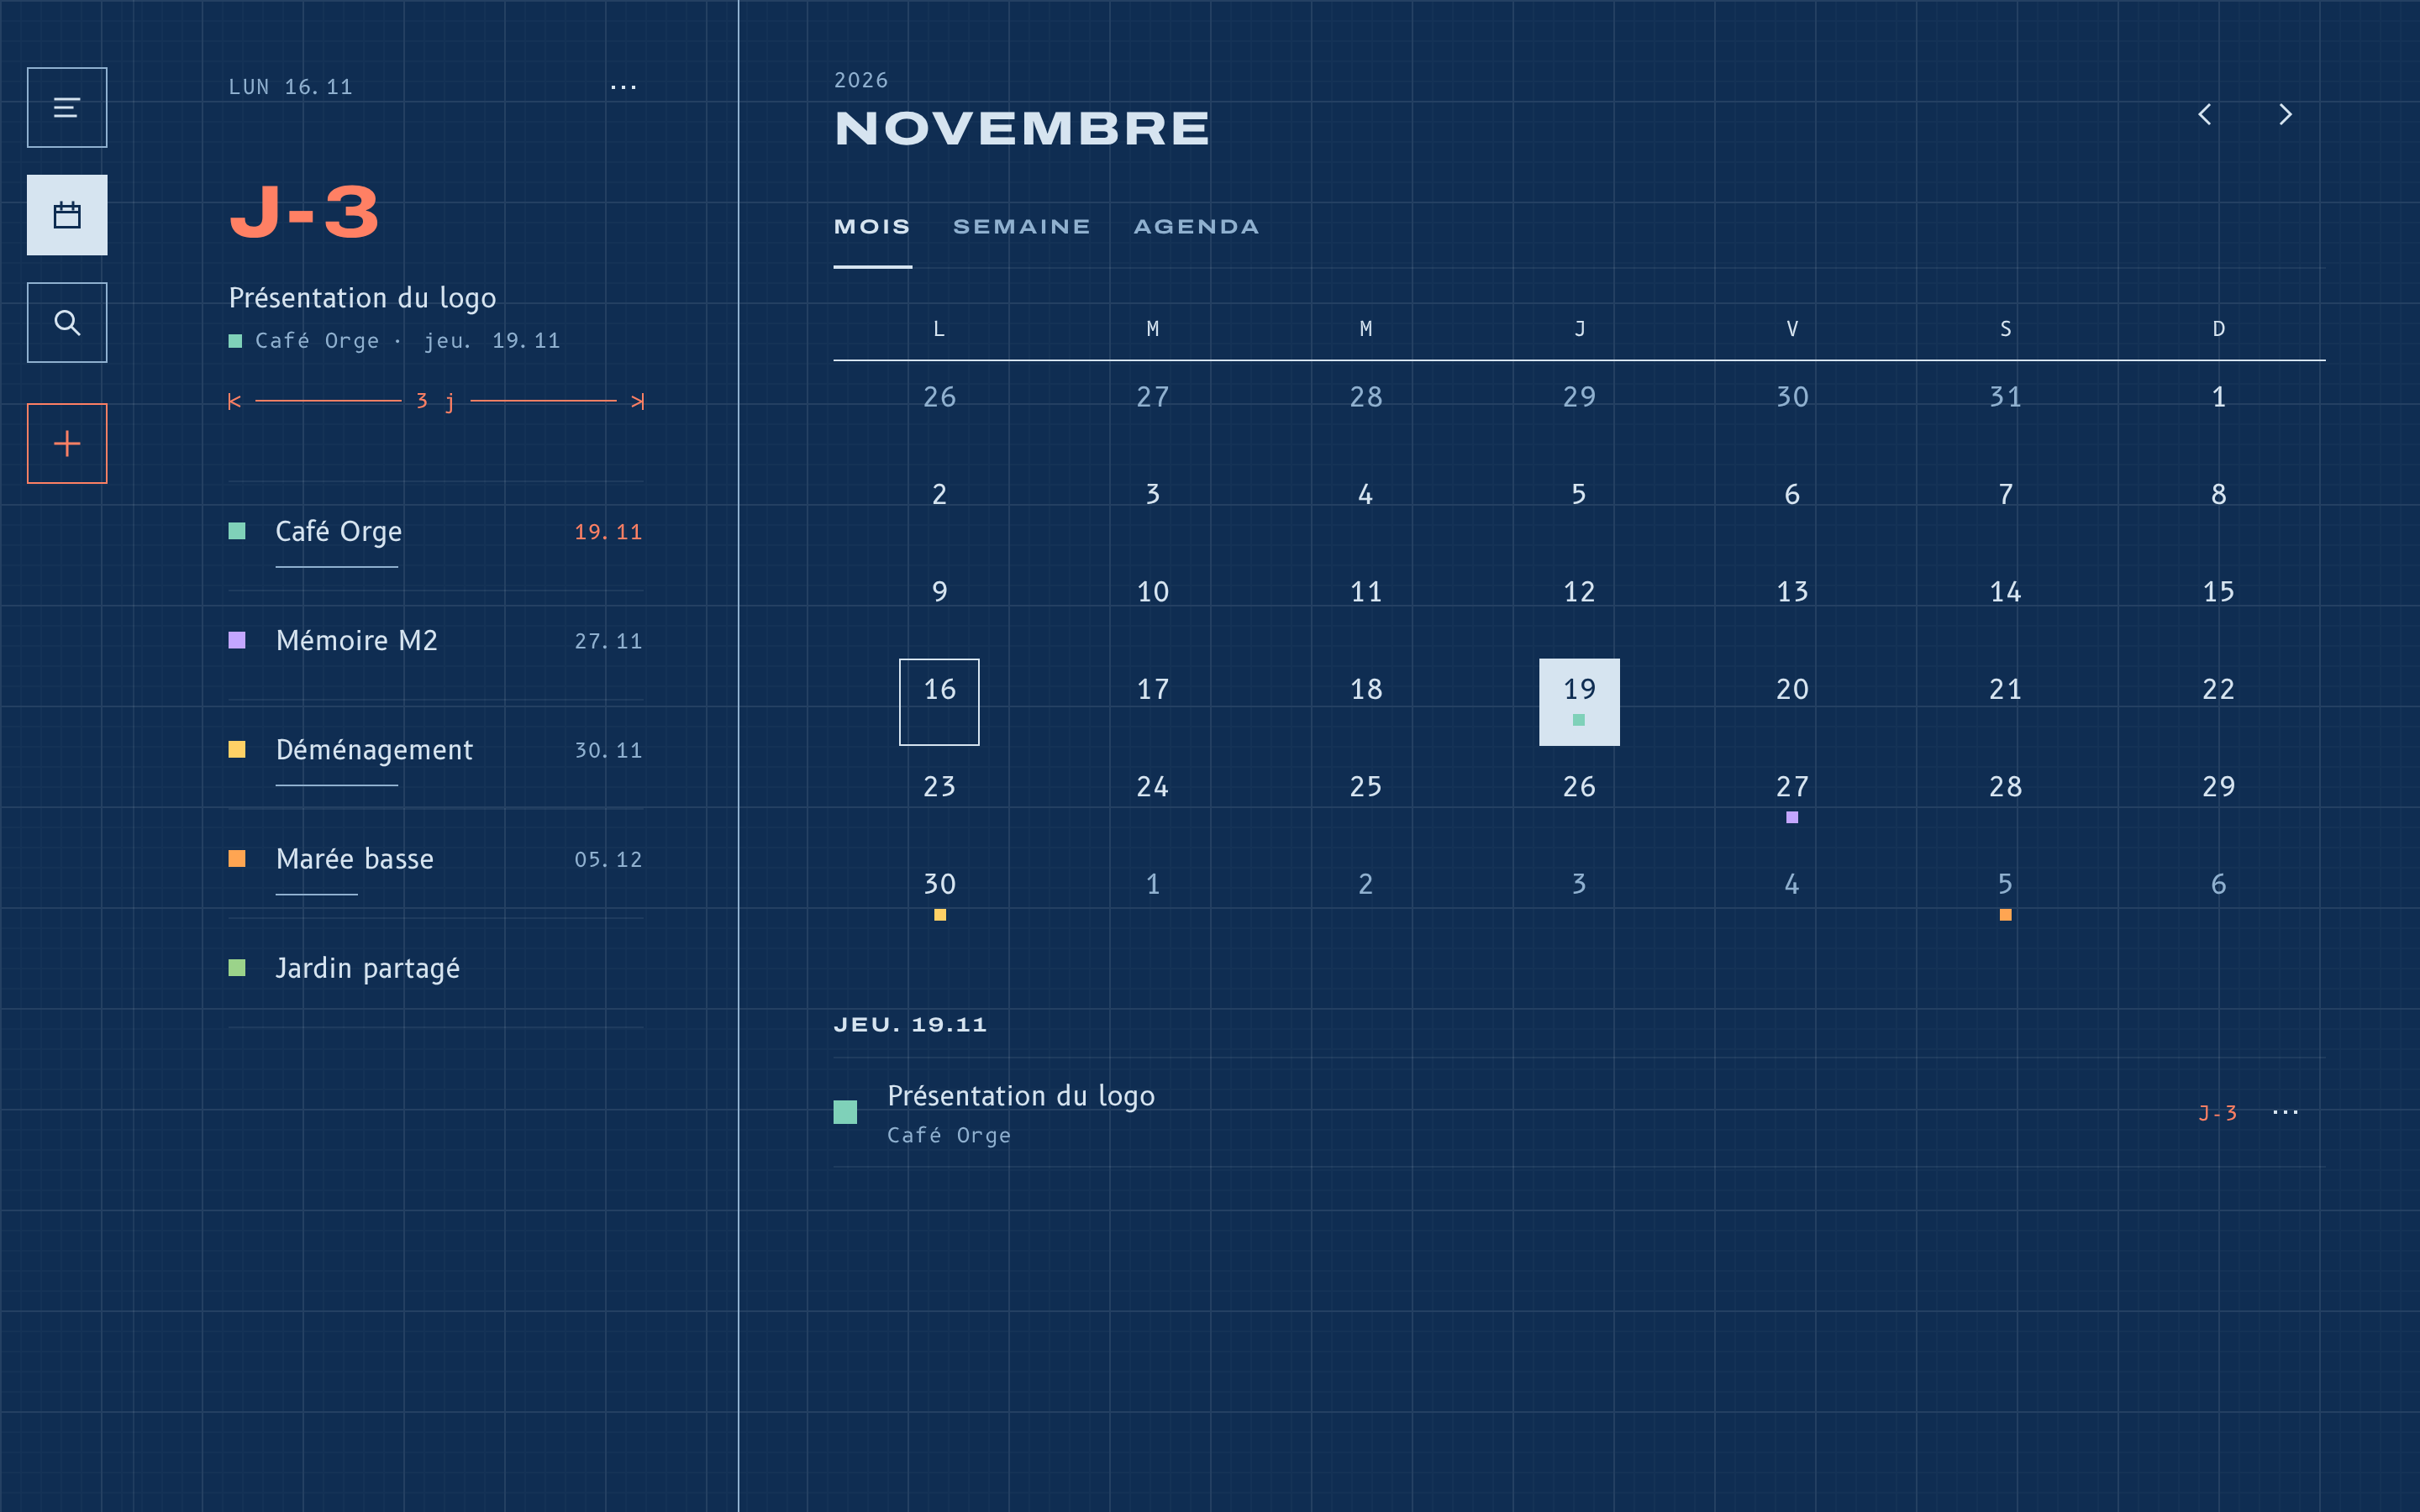 LUN 16.11
J-3
Présentation du logo
Café Orge · jeu. 19.11
3 j
Café Orge 19.11
Mémoire M2 27.11
Déménagement 30.11
Marée basse 05.12
Jardin partagé
2026
NOVEMBRE
MOIS SEMAINE AGENDA
L M M J V S D
26 27 28 29 30 31 1
2 3 4 5 6 7 8
9 10 11 12 13 14 15
16 17 18 19 20 21 22
23 24 25 26 27 28 29
30 1 2 3 4 5 6
JEU. 19.11
Présentation du logo
Café Orge
J-3